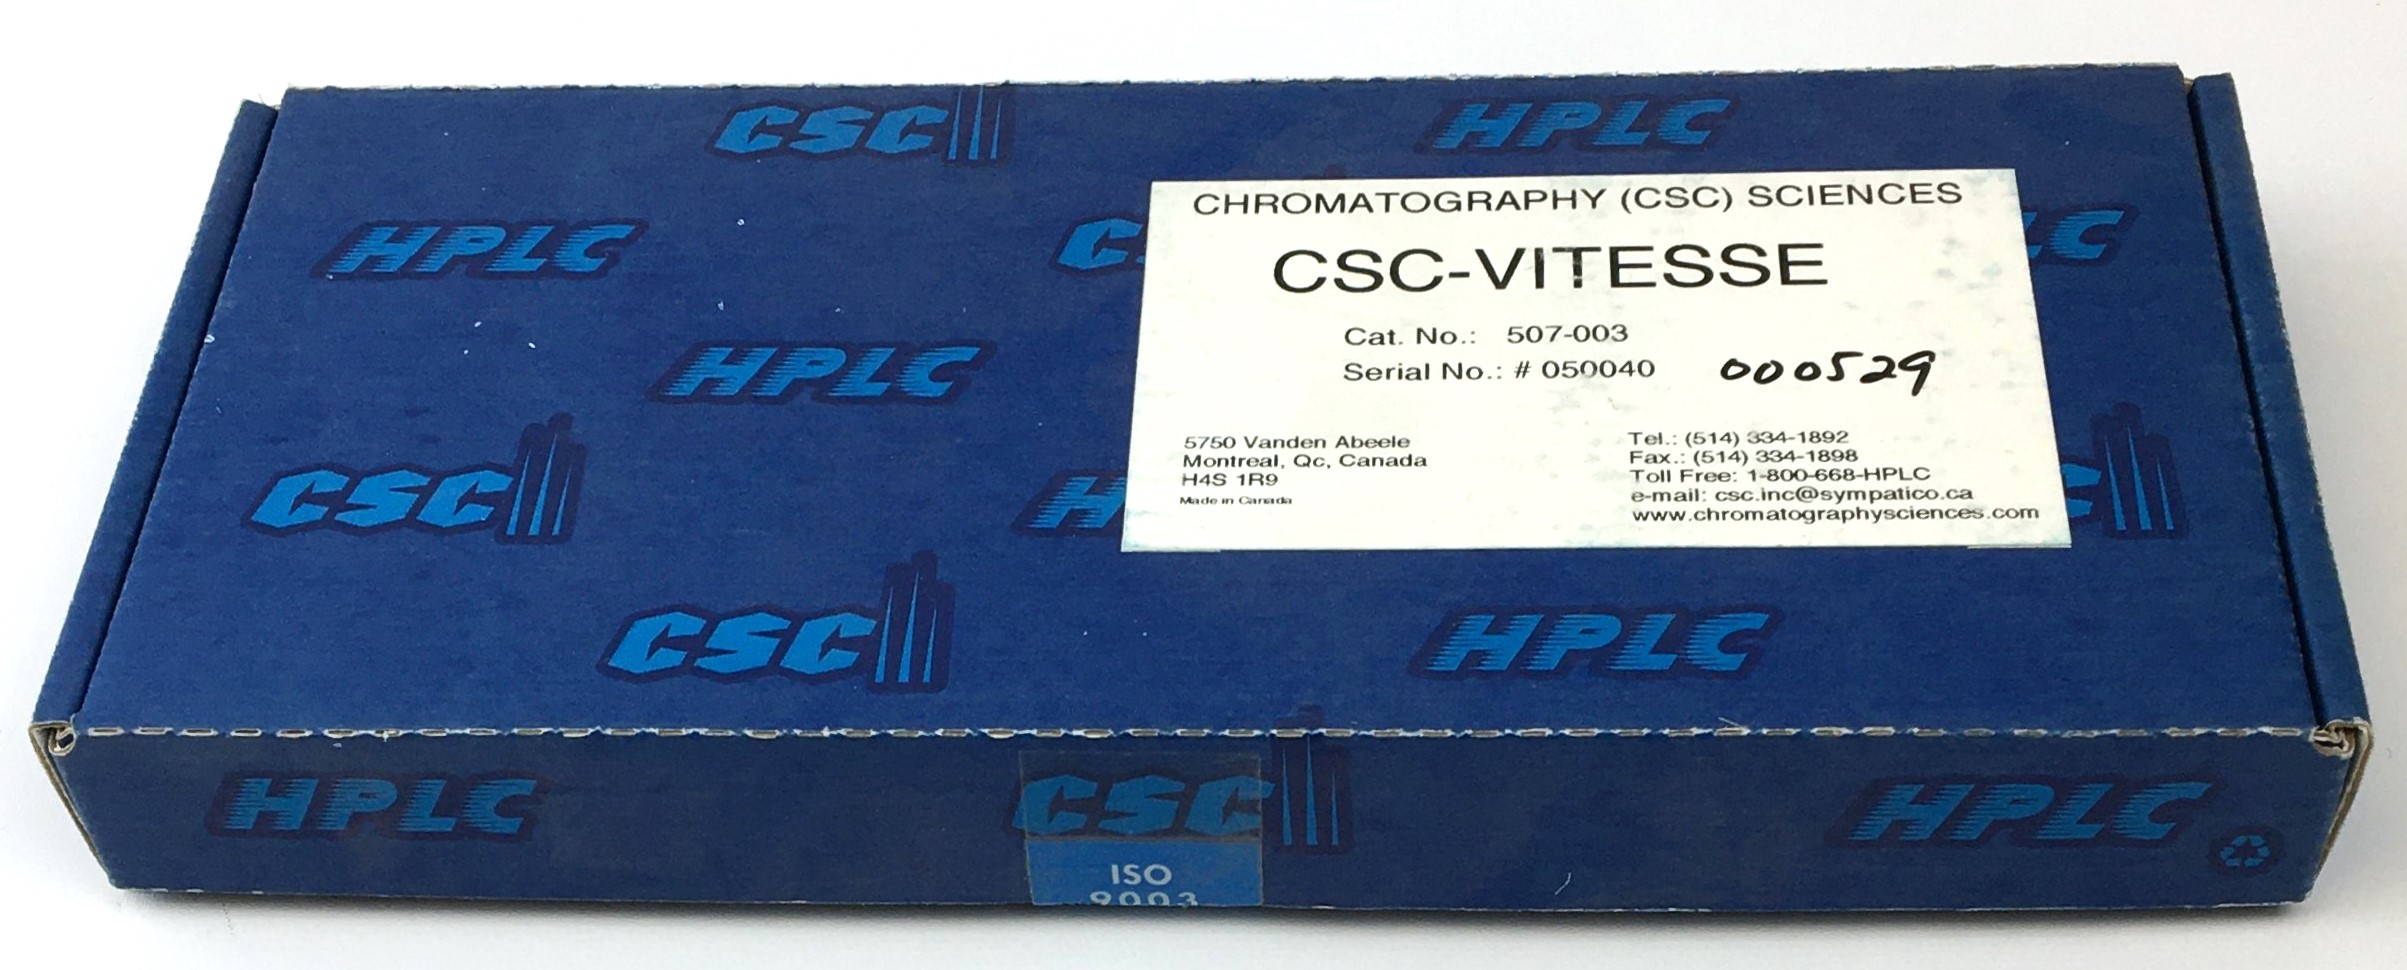 CSC HPLC
CHROMATOGRAPHY (CSC) SCIENCES
HPLC C LC
CSC-VITESSE
Cat. No.: 507-003
HPLC
Serial No.: # 050040 000529
5750 Vanden Abeele
Montreal, Qc, Canada
H4S 1R9
Made in Canada
Tel.: (514) 334-1892
Fax.: (514) 334-1898
Toll Free: 1-800-668-HPLC
e-mail: csc.inc@sympatico.ca
www.chromatographysciences.com
CSC H C
CSC HPLC
HPLC CSC HPLC
ISO
9003